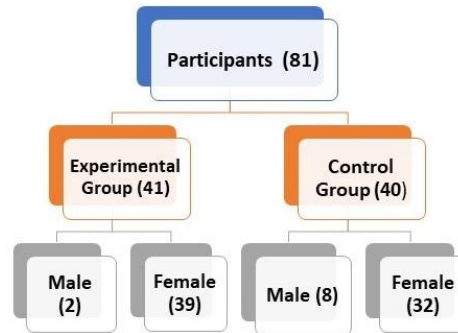 Participants (81)
Experimental
Group (41)
Control
Group (40)
Male
(2)
Female
(39)
Male (8)
Female
(32)